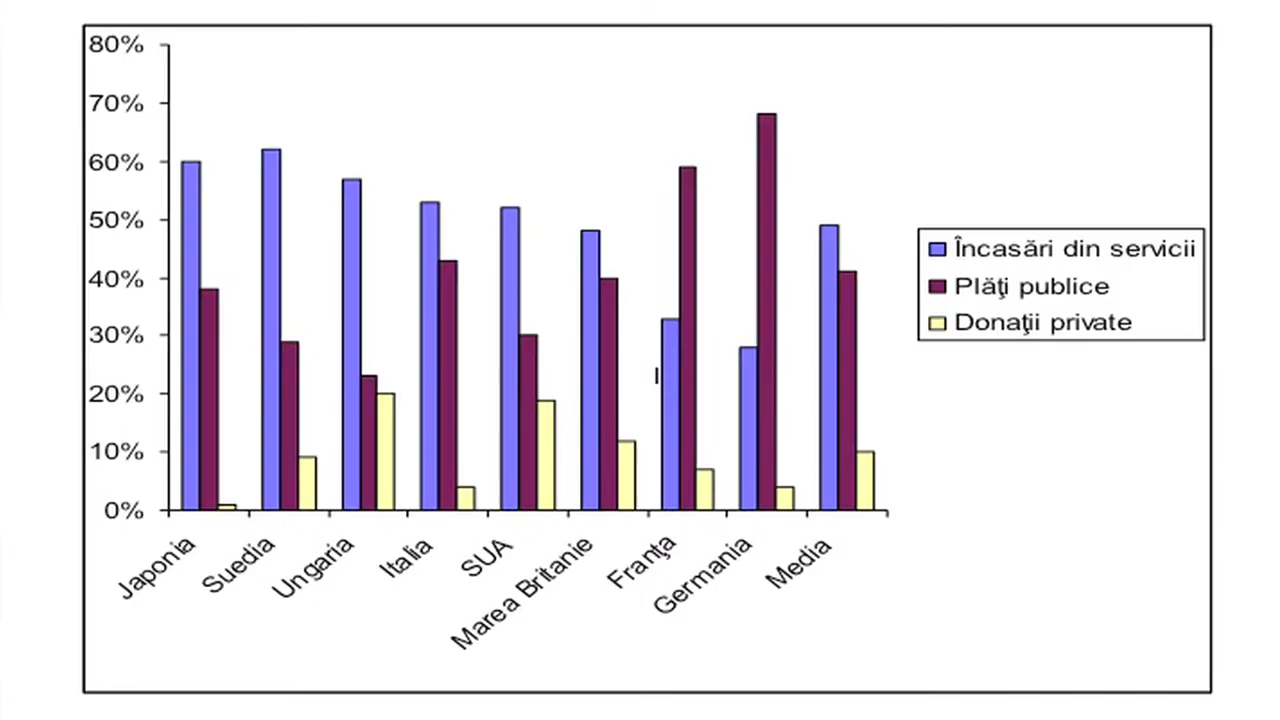 80%
70%
60%
50%
40%
30%
20%
10%
0%
Japonia
Suedia
Ungaria
Italia
SUA
Marea Britanie
Franţa
Germania
Media
Încasări din servicii
Plăţi publice
Donaţii private